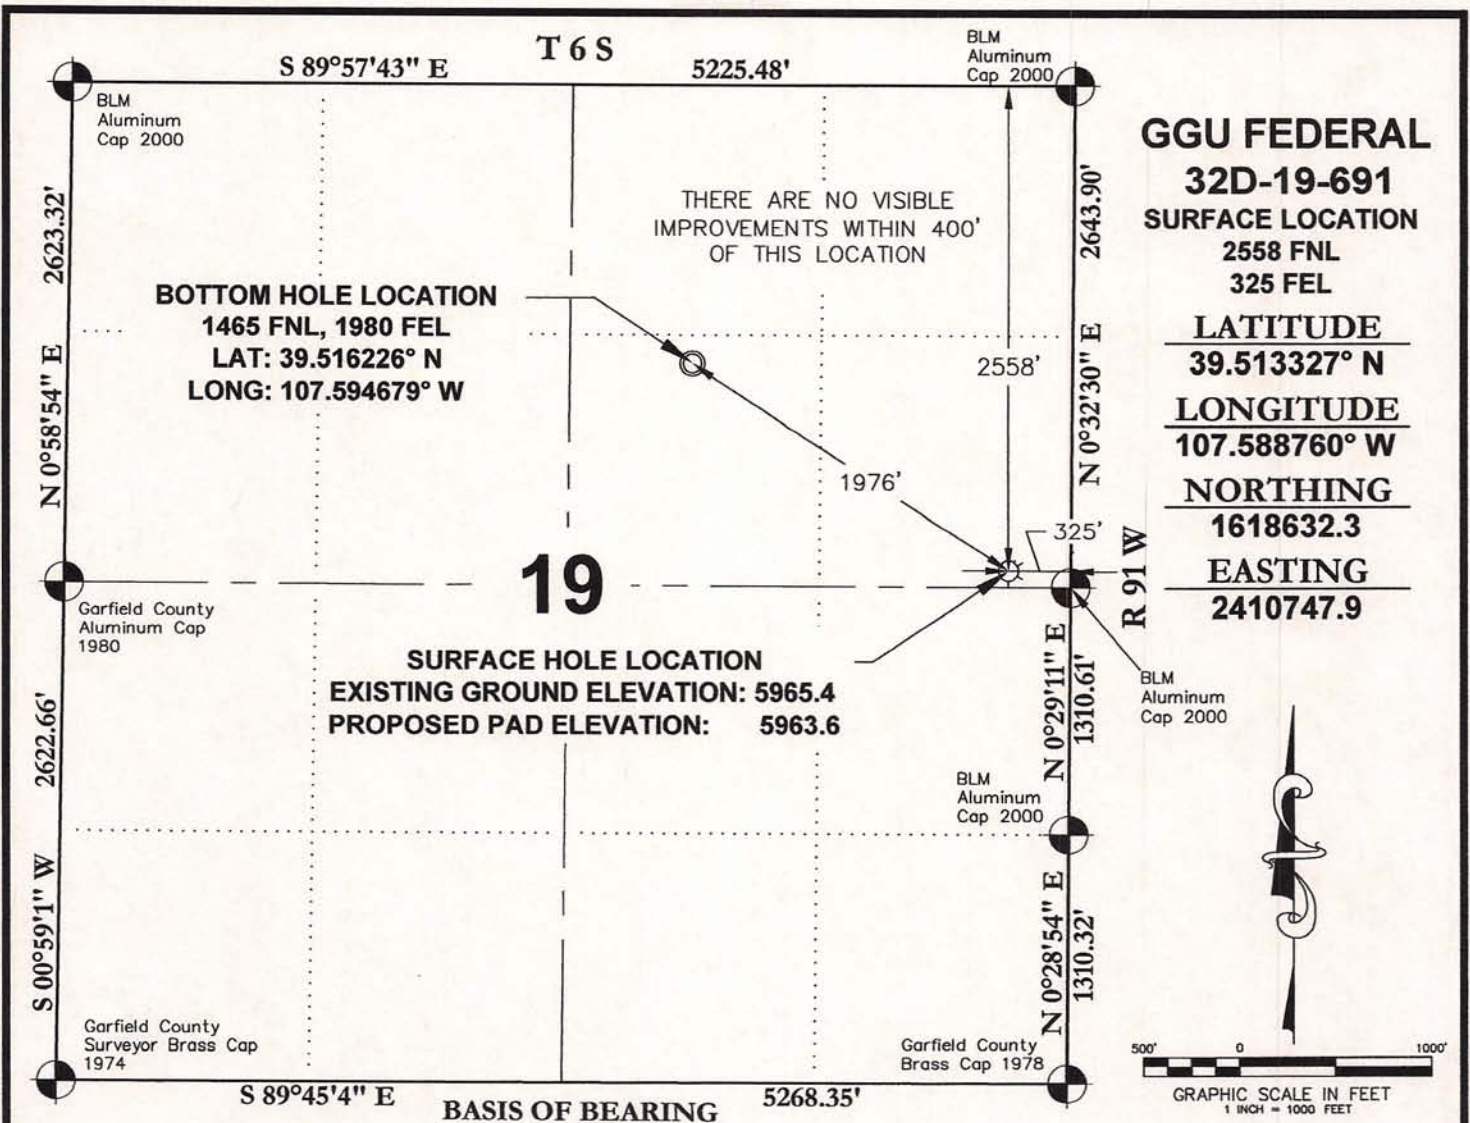 T 6 S
S 89°57'43" E
5225.48'
BLM
Aluminum
Cap 2000
BLM
Aluminum
Cap 2000
2623.32'
N 0°58'54" E
THERE ARE NO VISIBLE
IMPROVEMENTS WITHIN 400'
OF THIS LOCATION
2643.90'
N 0°32'30" E
BOTTOM HOLE LOCATION
1465 FNL, 1980 FEL
LAT: 39.516226° N
LONG: 107.594679° W
2558'
1976'
325'
R 91 W
19
Garfield County
Aluminum Cap
1980
SURFACE HOLE LOCATION
EXISTING GROUND ELEVATION: 5965.4
PROPOSED PAD ELEVATION: 5963.6
N 0°29'11" E
1310.61'
BLM
Aluminum
Cap 2000
2622.66'
S 00°59'1" W
BLM
Aluminum
Cap 2000
N 0°28'54" E
1310.32'
Garfield County
Surveyor Brass Cap
1974
Garfield County
Brass Cap 1978
S 89°45'4" E
BASIS OF BEARING
5268.35'
GGU FEDERAL
32D-19-691
SURFACE LOCATION
2558 FNL
325 FEL
LATITUDE
39.513327° N
LONGITUDE
107.588760° W
NORTHING
1618632.3
EASTING
2410747.9
500' 0 1000'
GRAPHIC SCALE IN FEET
1 INCH = 1000 FEET